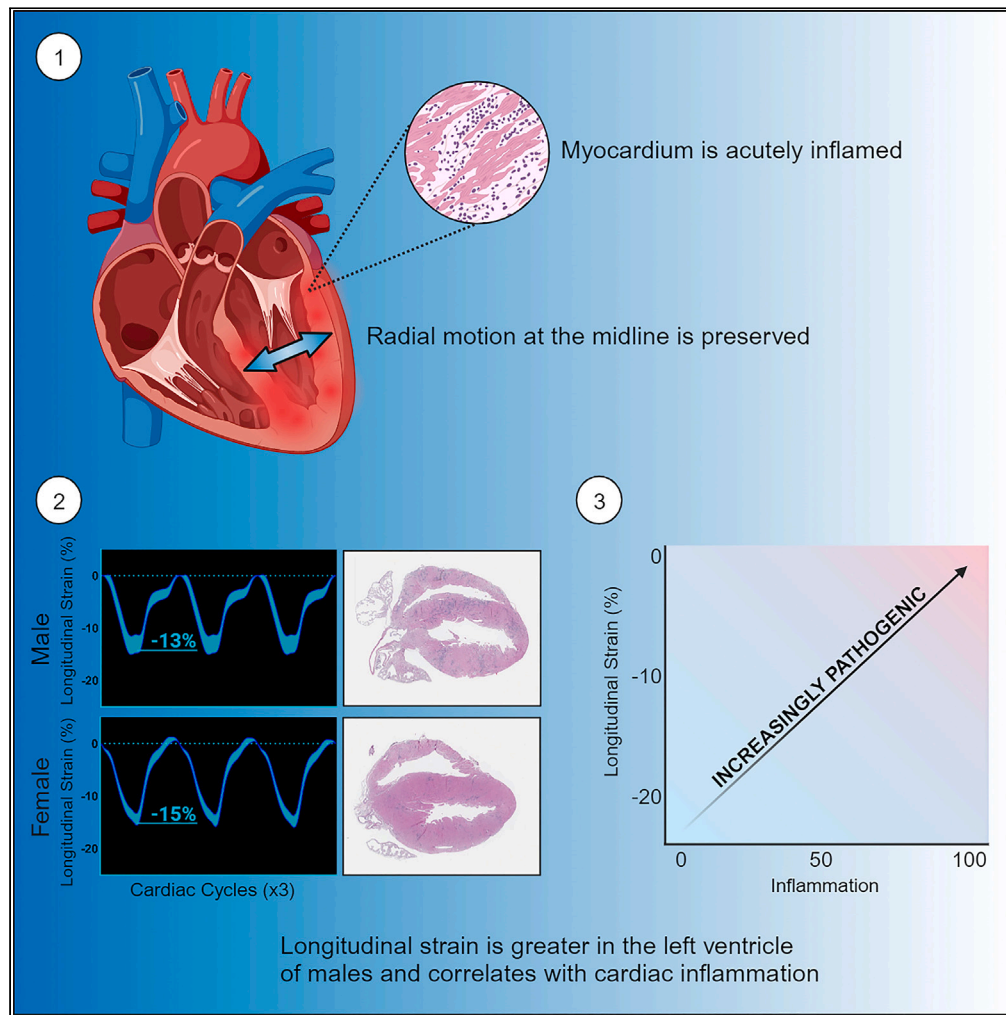 1
Myocardium is acutely inflamed
Radial motion at the midline is preserved
2
Male
Longitudinal Strain (%)
0
-10
-20
-13%
Female
Longitudinal Strain (%)
0
-10
-20
-15%
Cardiac Cycles (x3)
3
Longitudinal Strain (%)
0
-10
-20
INCREASINGLY PATHOGENIC
0
50
100
Inflammation
Longitudinal strain is greater in the left ventricle
of males and correlates with cardiac inflammation